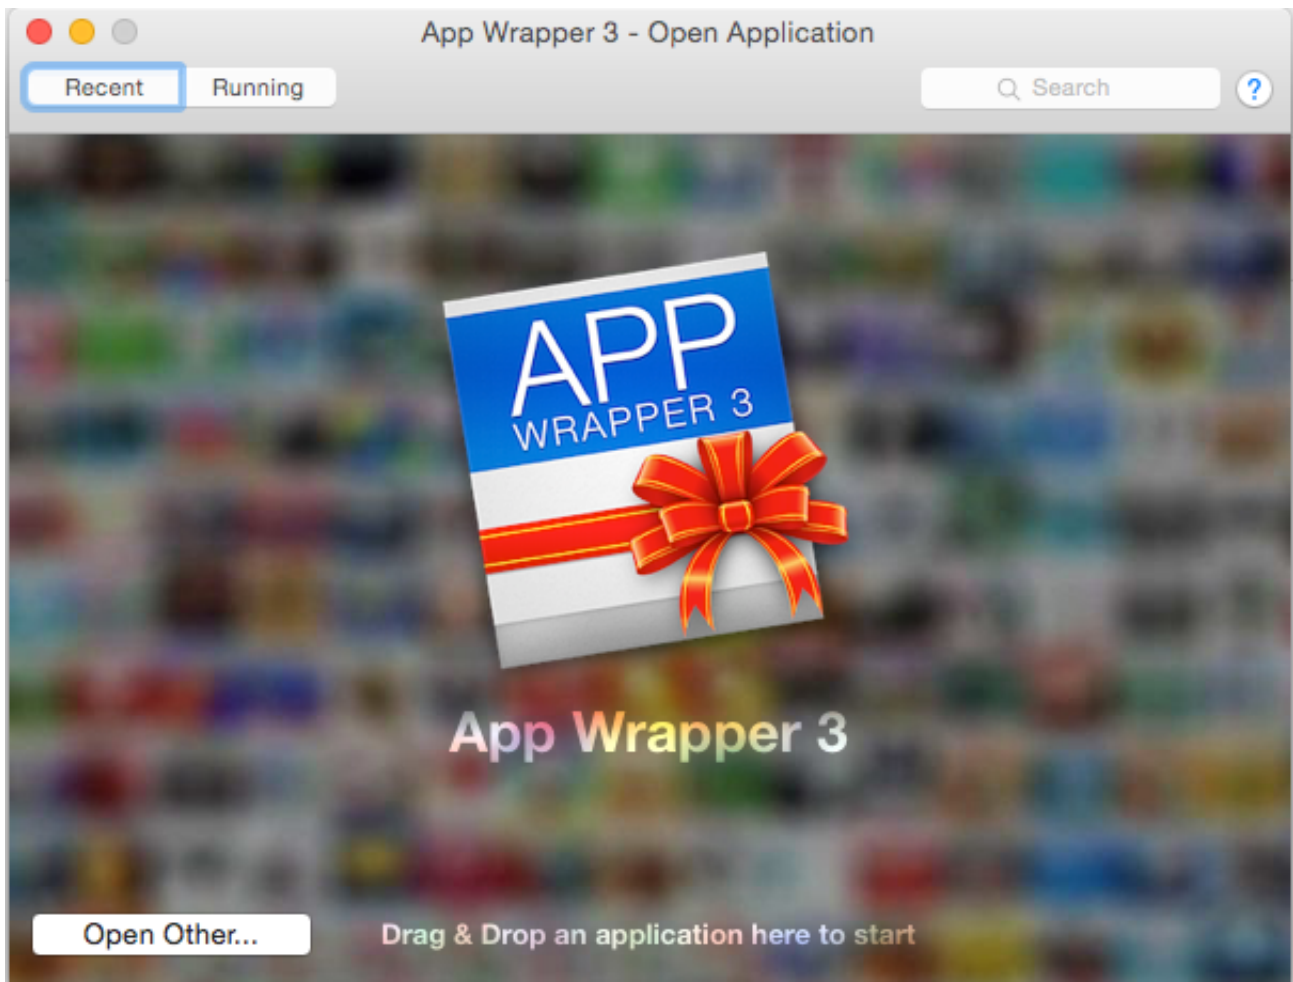 App Wrapper 3 - Open Application
Recent
Running
Search
?
APP
WRAPPER 3
App Wrapper 3
Open Other...
Drag & Drop an application here to start